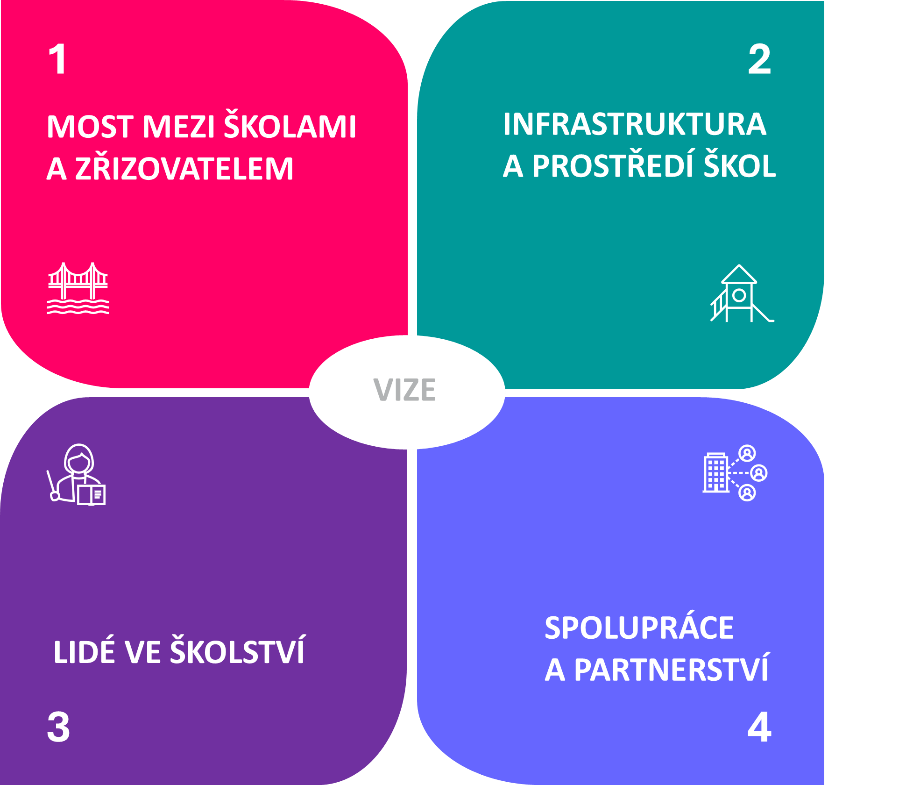 1
MOST MEZI ŠKOLAMI
A ZŘIZOVATELEM
2
INFRASTRUKTURA
A PROSTŘEDÍ ŠKOL
VIZE
LIDÉ VE ŠKOLSTVÍ
3
SPOLUPRÁCE
A PARTNERSTVÍ
4